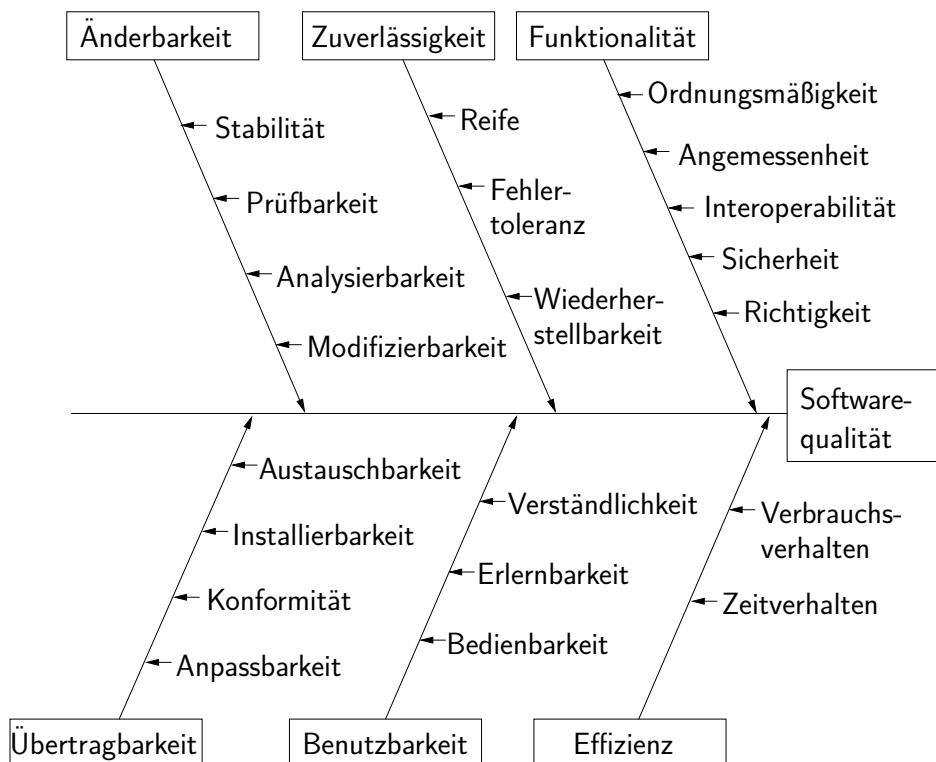 Änderbarkeit
Zuverlässigkeit
Funktionalität
Stabilität
Prüfbarkeit
Analysierbarkeit
Modifizierbarkeit
Reife
Fehler-
toleranz
Wiederher-
stellbarkeit
Ordnungsmäßigkeit
Angemessenheit
Interoperabilität
Sicherheit
Richtigkeit
Software-
qualität
Austauschbarkeit
Installierbarkeit
Konformität
Anpassbarkeit
Verständlichkeit
Erlernbarkeit
Bedienbarkeit
Verbrauchs-
verhalten
Zeitverhalten
Übertragbarkeit
Benutzbarkeit
Effizienz